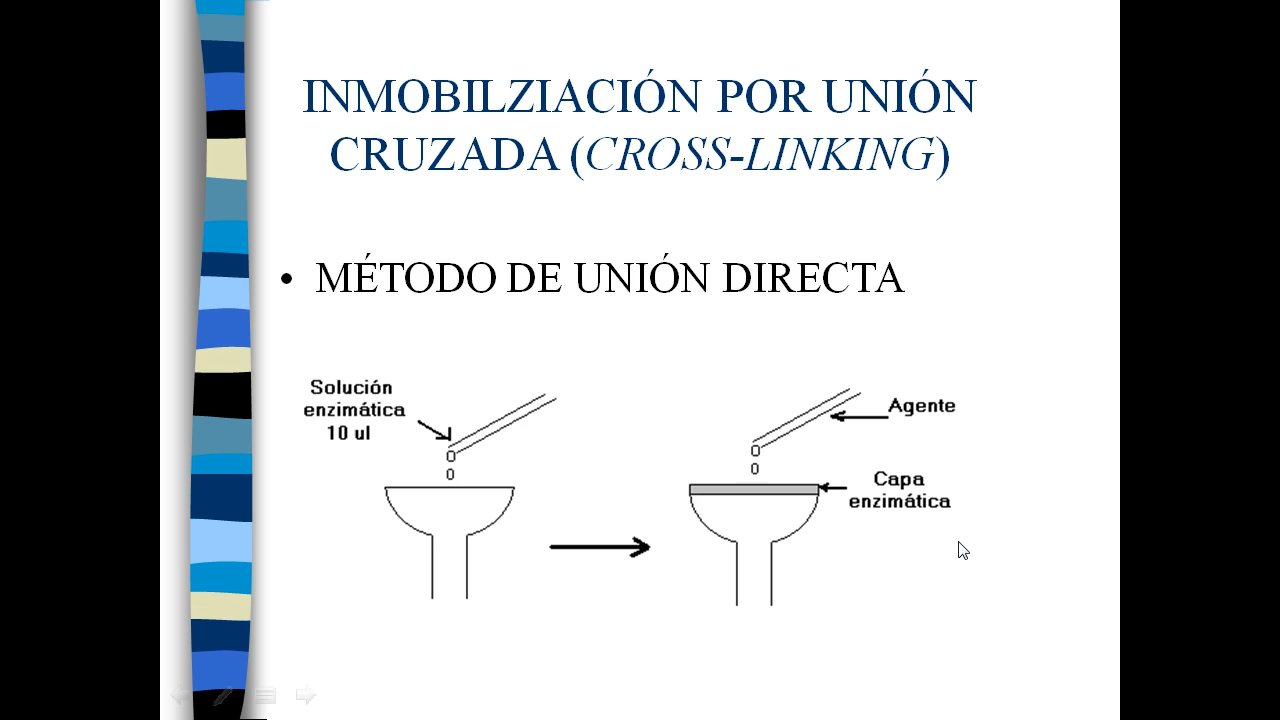 INMOBILZIACIÓN POR UNIÓN
CRUZADA (CROSS-LINKING)
• MÉTODO DE UNIÓN DIRECTA
Solución
enzimática
10 ul
Agente
Capa
enzimática